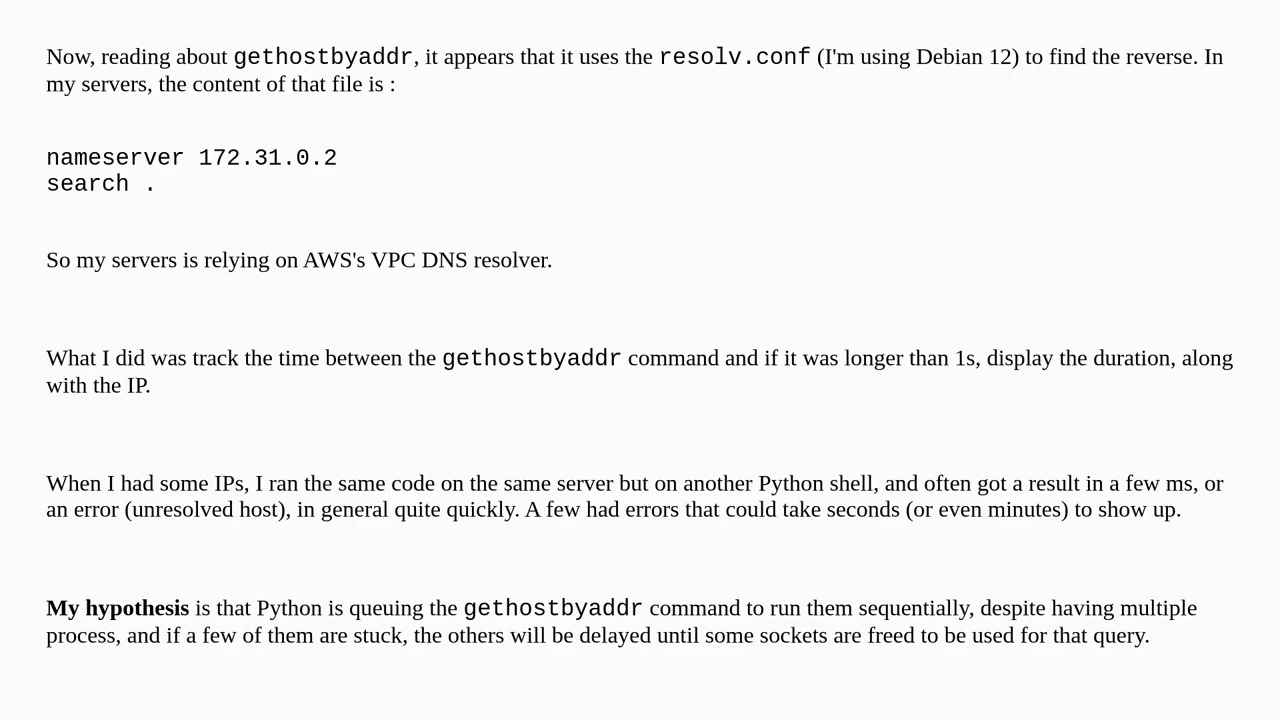 Now, reading about gethostbyaddr, it appears that it uses the resolv.conf (I'm using Debian 12) to find the reverse. In
my servers, the content of that file is :
nameserver 172.31.0.2
search .
So my servers is relying on AWS's VPC DNS resolver.
What I did was track the time between the gethostbyaddr command and if it was longer than 1s, display the duration, along
with the IP.
When I had some IPs, I ran the same code on the same server but on another Python shell, and often got a result in a few ms, or
an error (unresolved host), in general quite quickly. A few had errors that could take seconds (or even minutes) to show up.
My hypothesis is that Python is queuing the gethostbyaddr command to run them sequentially, despite having multiple
process, and if a few of them are stuck, the others will be delayed until some sockets are freed to be used for that query.